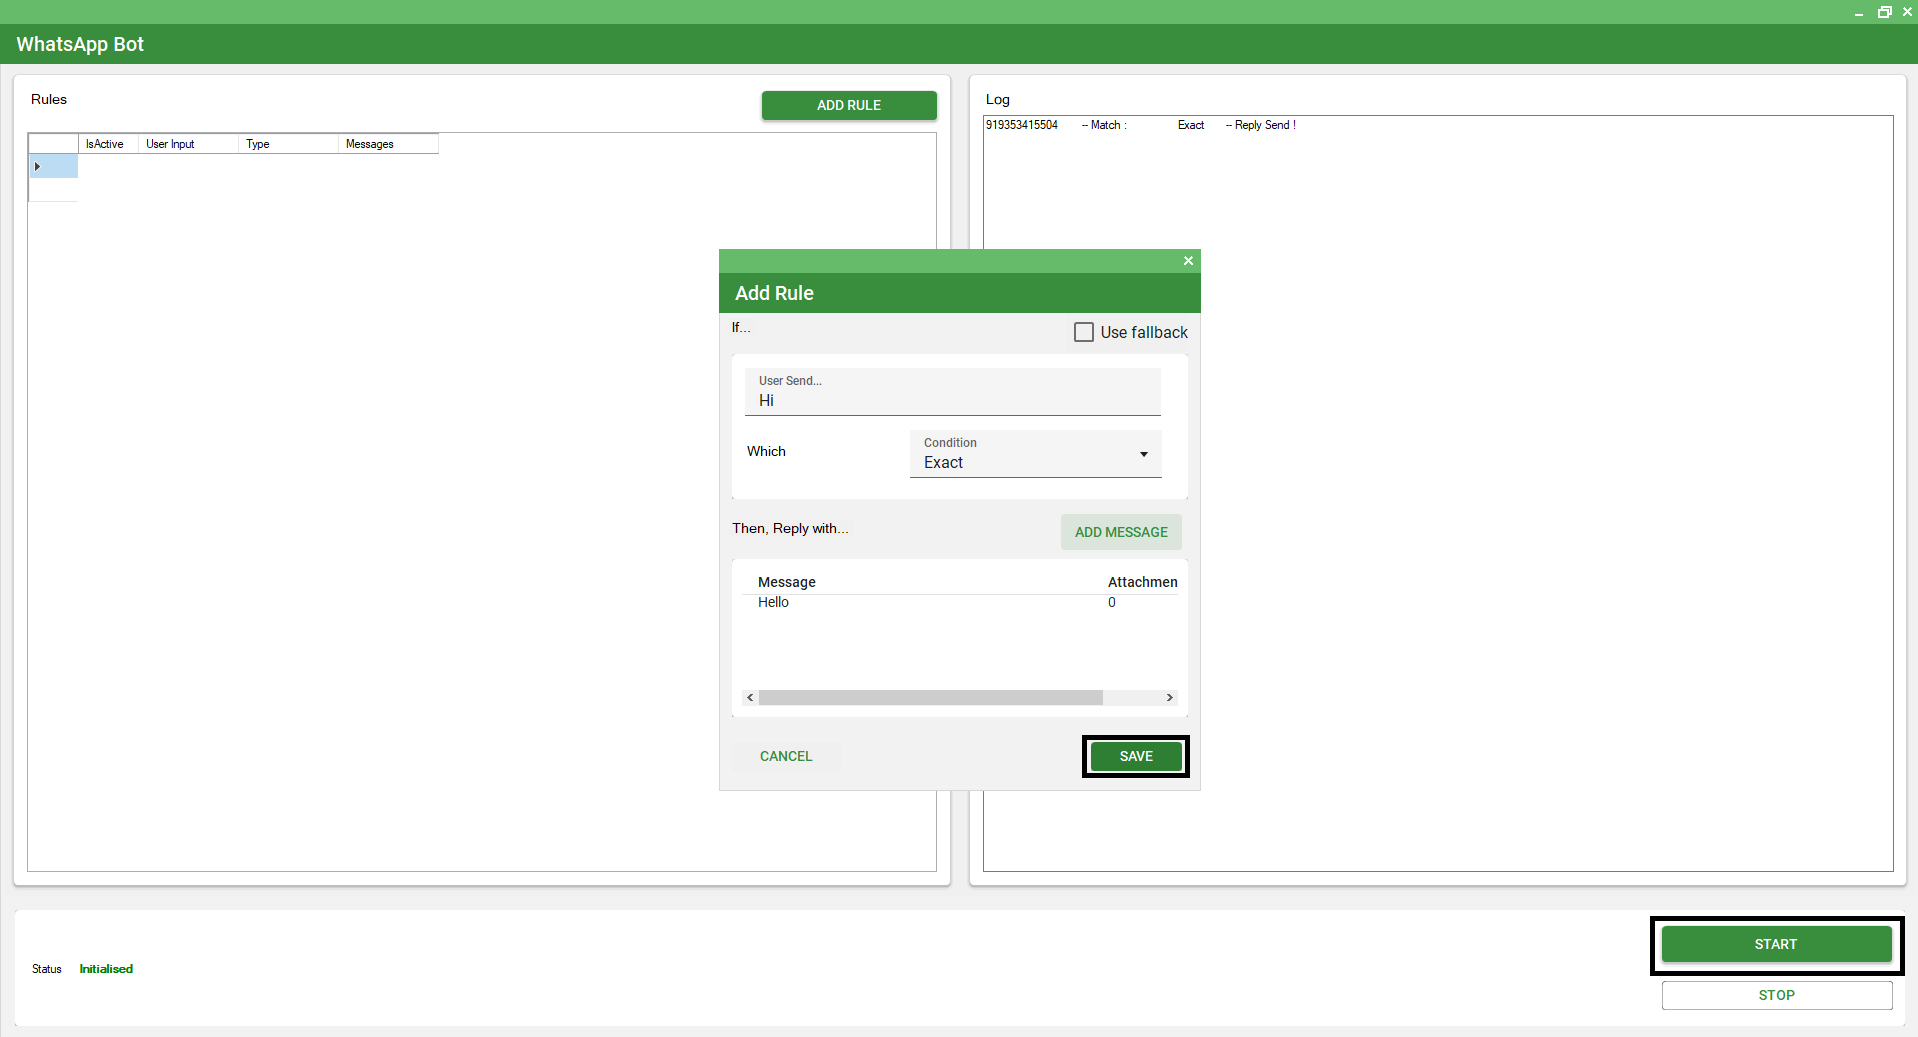 WhatsApp Bot
Rules
ADD RULE
IsActive User Input Type Messages
Log
919353415504 -- Match : Exact -- Reply Send !
Add Rule
If...
Use fallback
User Send...
Hi
Which
Condition
Exact
Then, Reply with...
ADD MESSAGE
Message Attachmen
Hello 0
CANCEL
SAVE
Status Initialised
START
STOP